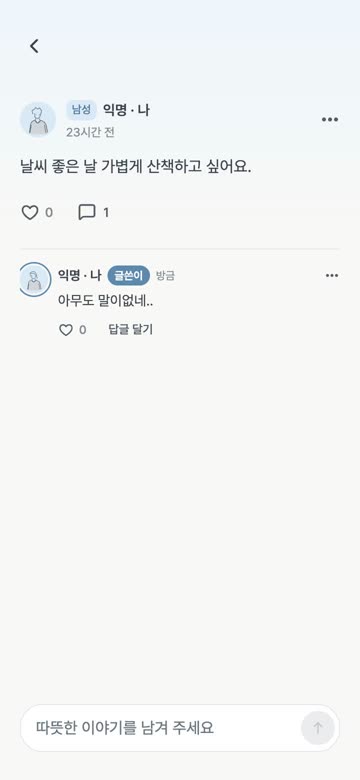 남성 익명 · 나
23시간 전
날씨 좋은 날 가볍게 산책하고 싶어요.
0 1
익명 · 나 글쓴이 방금
아무도 말이없네..
0 답글 달기
따뜻한 이야기를 남겨 주세요